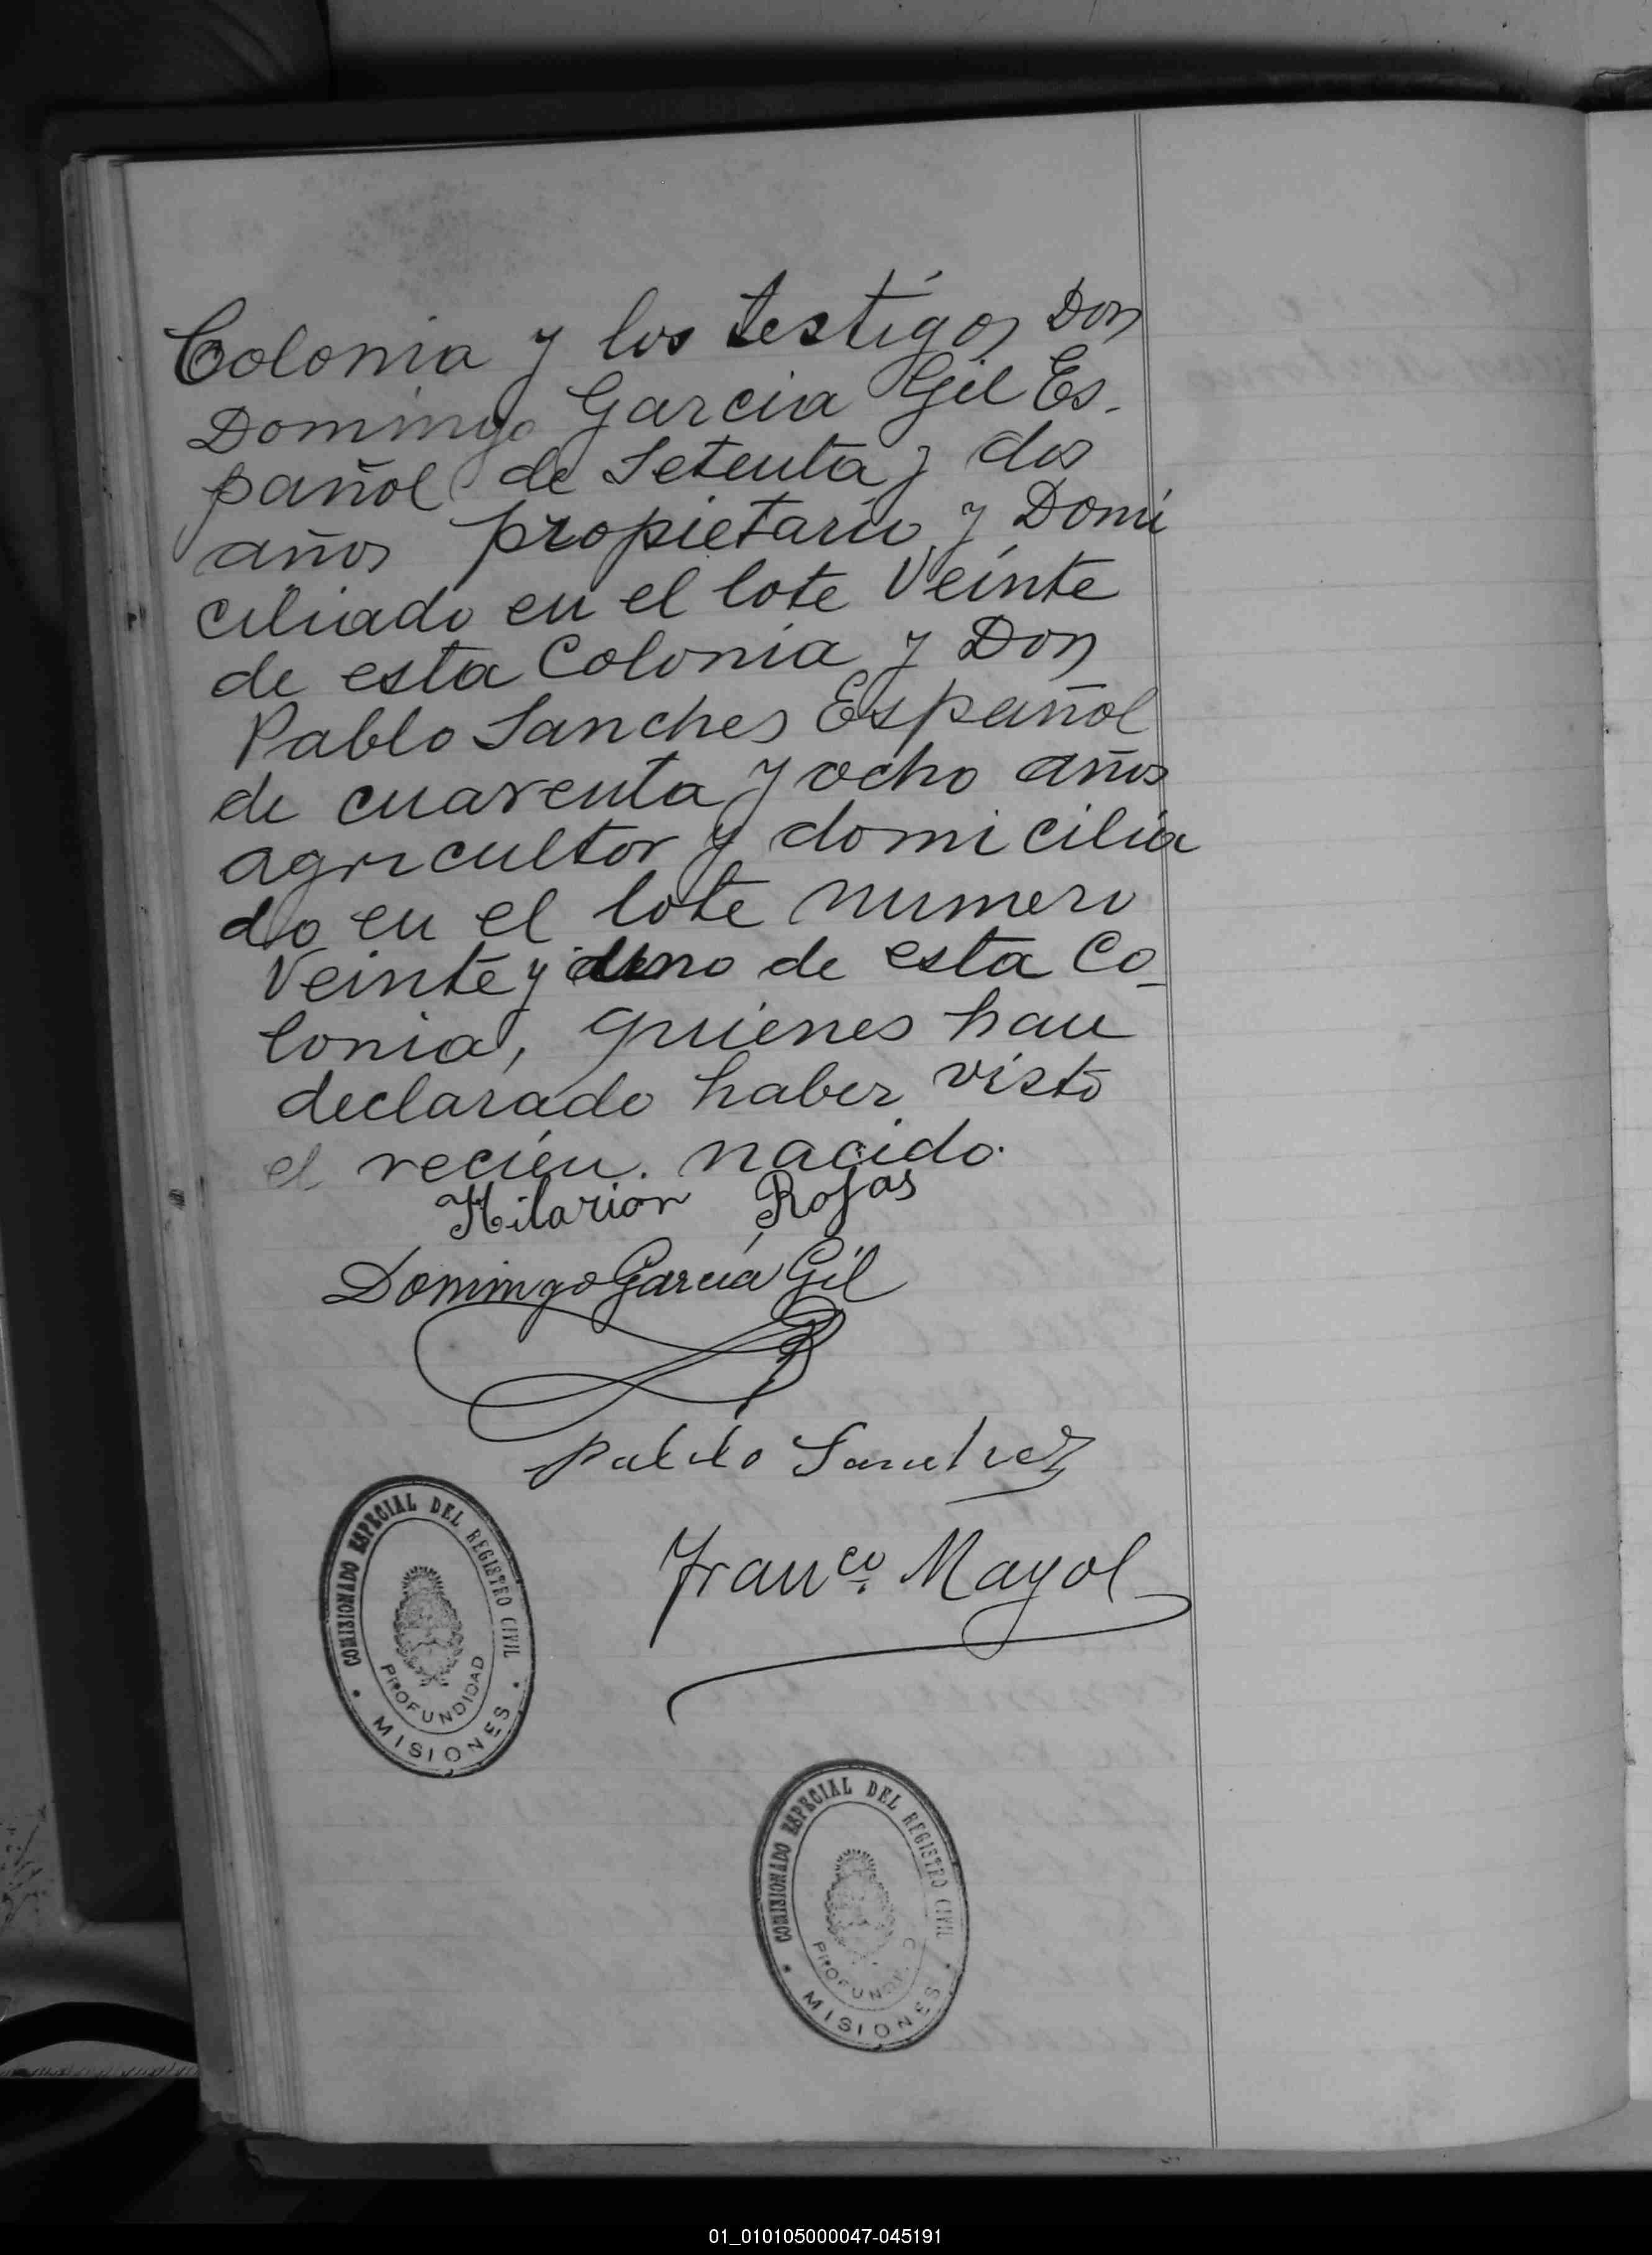 Colonia y los testigos Don
Domingo Garcia Gil Es-
pañol de Setenta y dos
años propietario y Domi
ciliado en el lote Veinte
de esta Colonia y Don
Pablo Sanches Español
de cuarenta y ocho años
agricultor y domicilia
do en el lote numero
Veinte y uno de esta Co-
lonia, quienes han
declarado haber visto
el recien nacido.
Hilarion Rojas
Domingo García Gil
Pablo Sanchez
Franco. Mayol
COMISIONADO ESPECIAL DEL REGISTRO CIVIL
PROFUNDIDAD
MISIONES
COMISIONADO ESPECIAL DEL REGISTRO CIVIL
PROFUNDIDAD
MISIONES
01_010105000047-045191